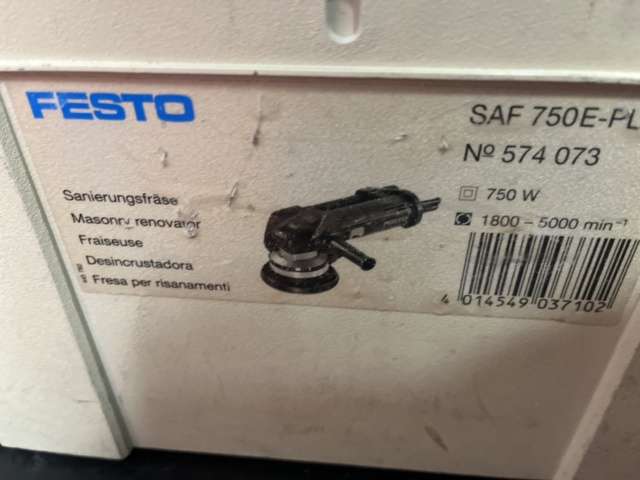 FESTO
SAF 750E-PL
Nº 574 073
750 W
1800 – 5000 min⁻¹
Sanierungsfräse
Masonry renovator
Fraiseuse
Desincrustadora
Fresa per risanamenti
4 014549 037102